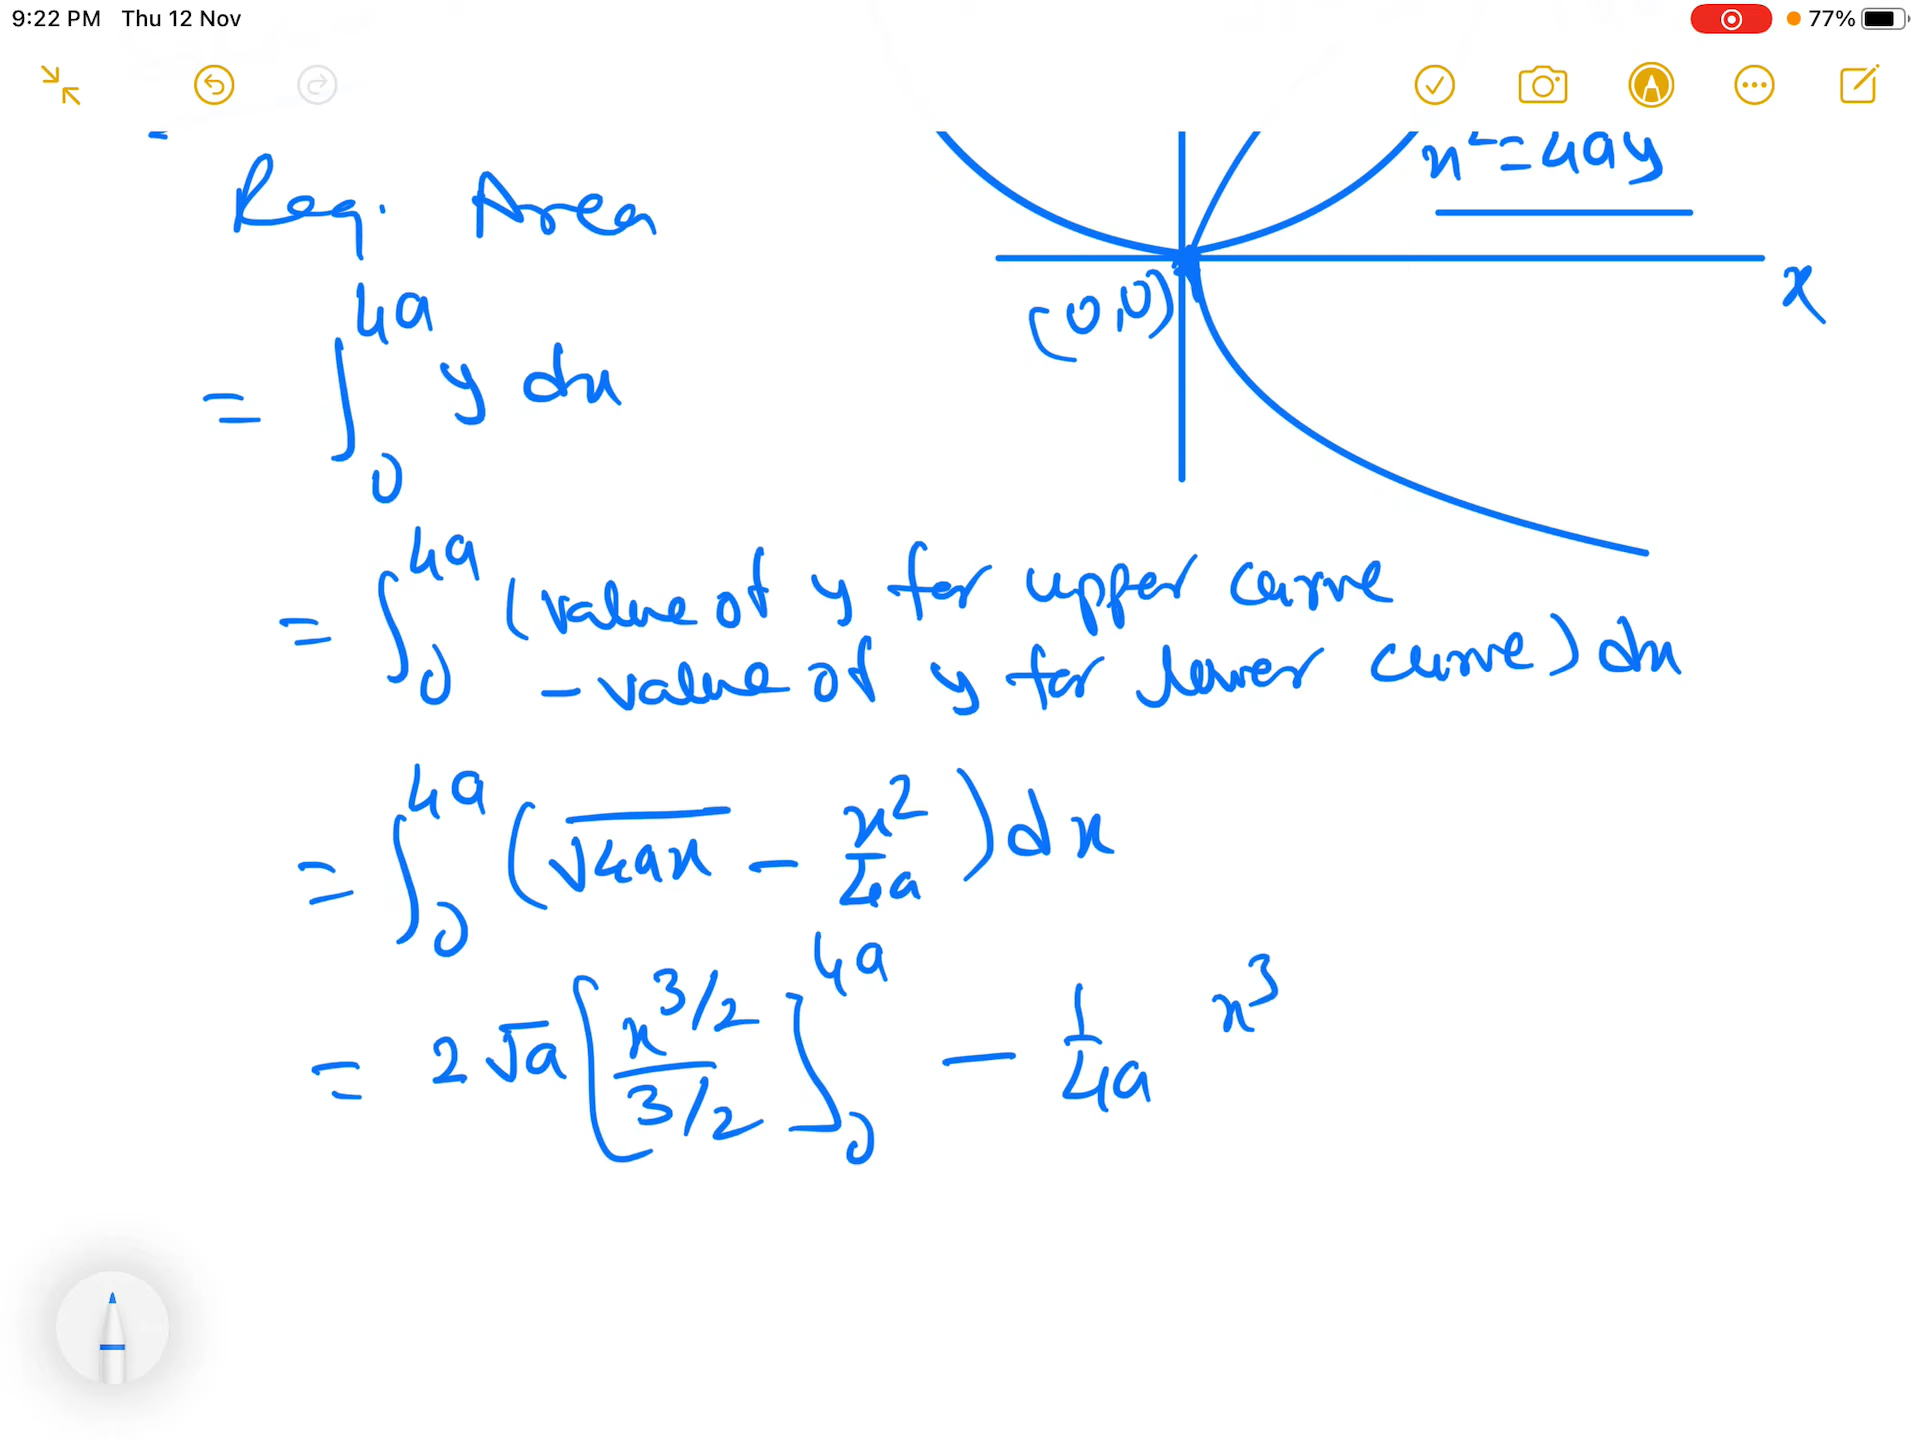 9:22 PM Thu 12 Nov 77%
x² = 4ay
Req. Area
x
(0,0)
= ∫₀^{4a} y dx
= ∫₀^{4a} (value of y for upper curve
- value of y for lower curve) dx
= ∫₀^{4a} (√4ax - x²/4a) dx
= 2√a [x^{3/2}/3/2]₀^{4a} - 1/4a x³